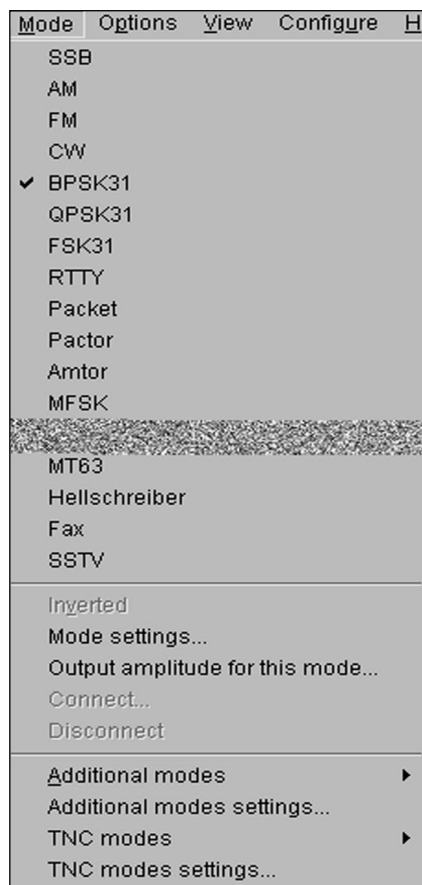 Mode Options View Configure H
SSB
AM
FM
CW
BPSK31
QPSK31
FSK31
RTTY
Packet
Pactor
Amtor
MFSK
MT63
Hellschreiber
Fax
SSTV
Inverted
Mode settings...
Output amplitude for this mode...
Connect...
Disconnect
Additional modes
Additional modes settings...
TNC modes
TNC modes settings...